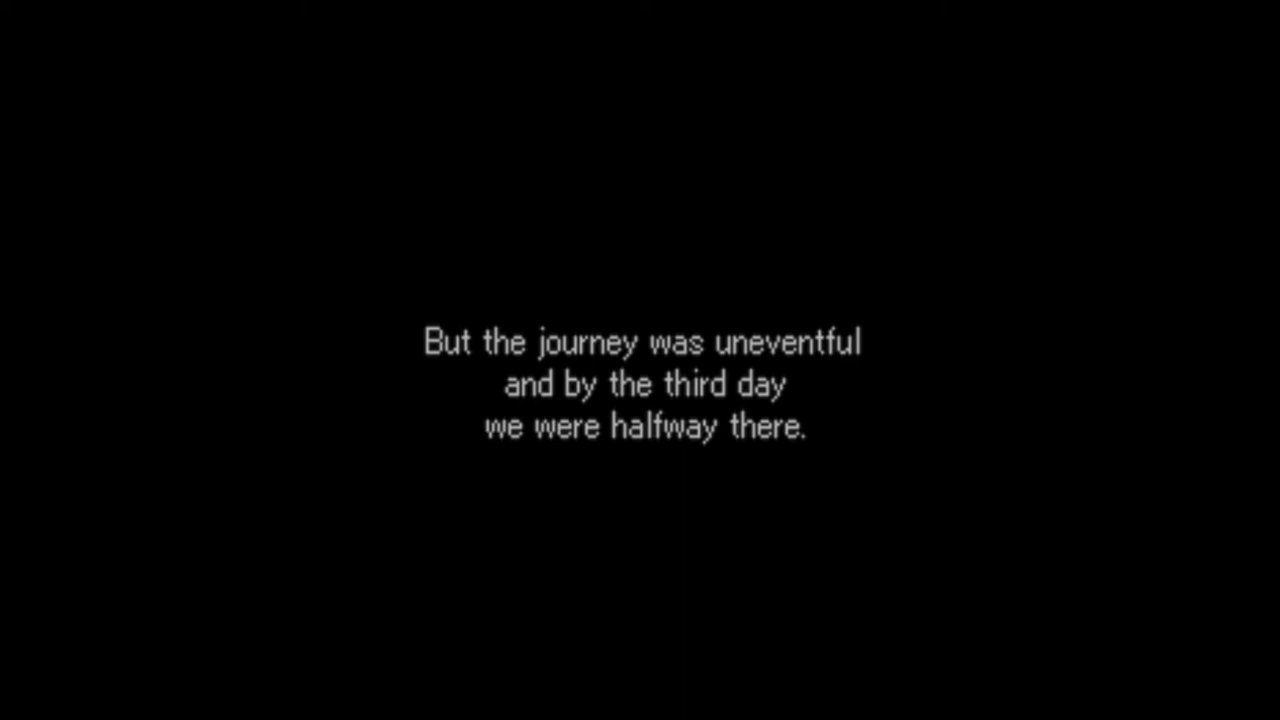 But the journey was uneventful
and by the third day
we were halfway there.